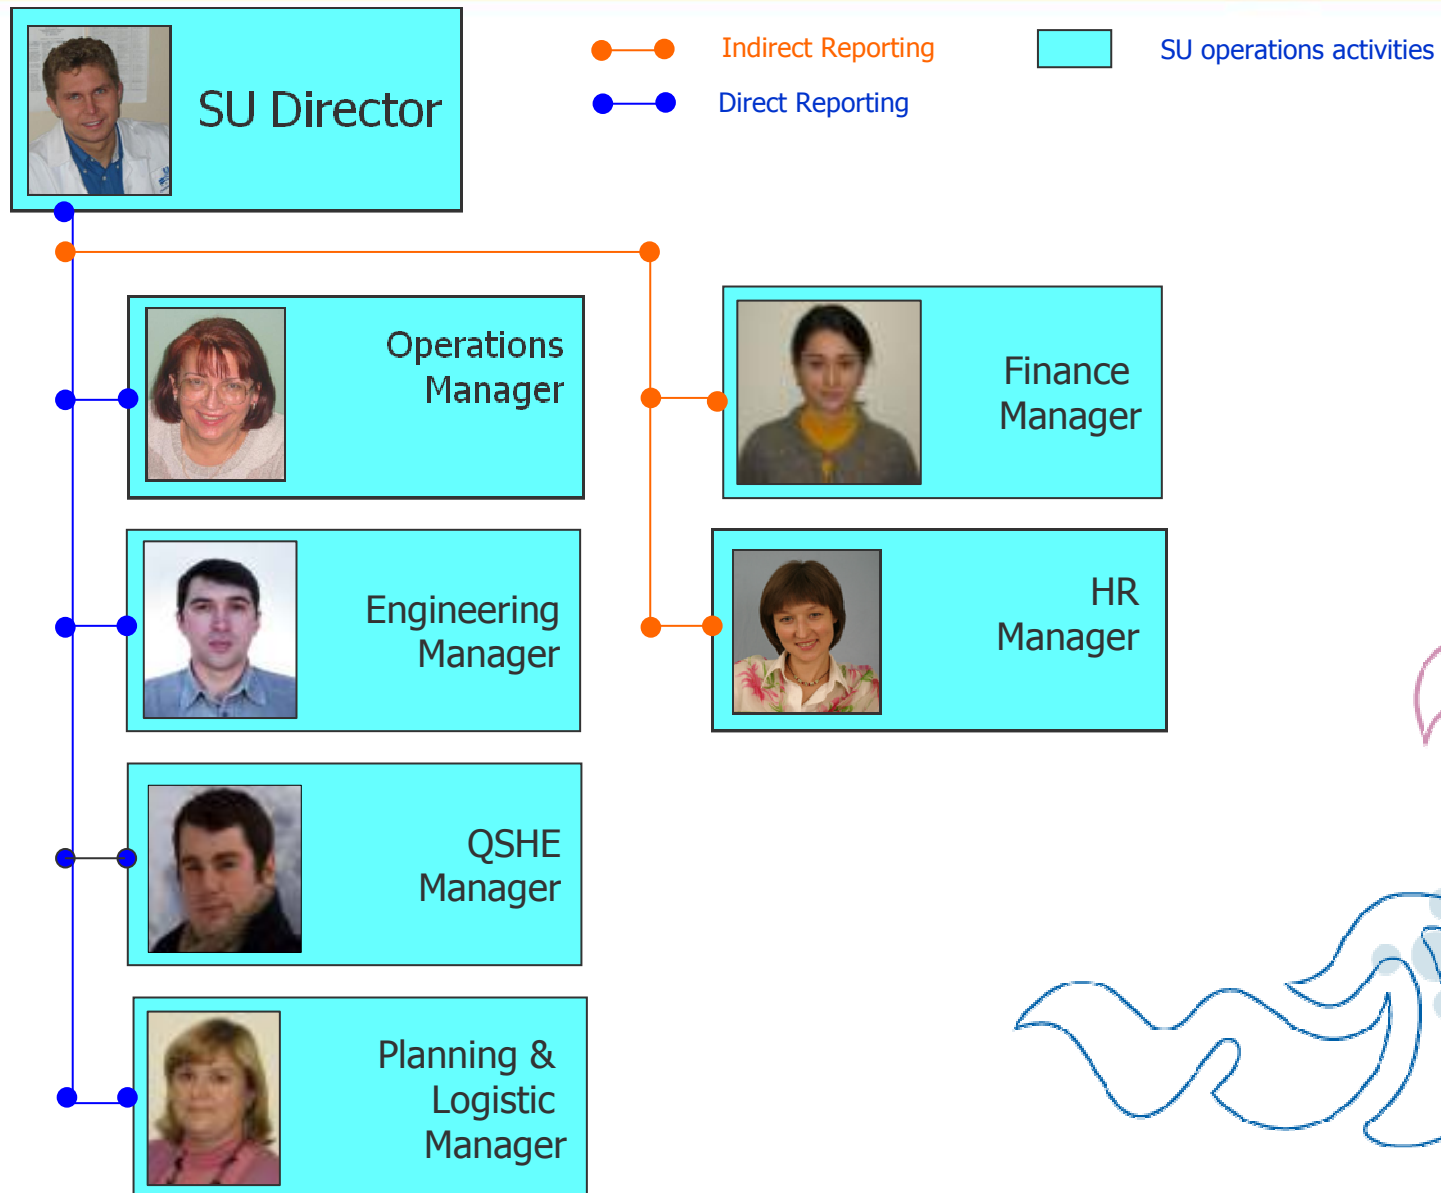 SU Director
Indirect Reporting
SU operations activities
Direct Reporting
Operations
Manager
Finance
Manager
Engineering
Manager
HR
Manager
QSHE
Manager
Planning &
Logistic
Manager